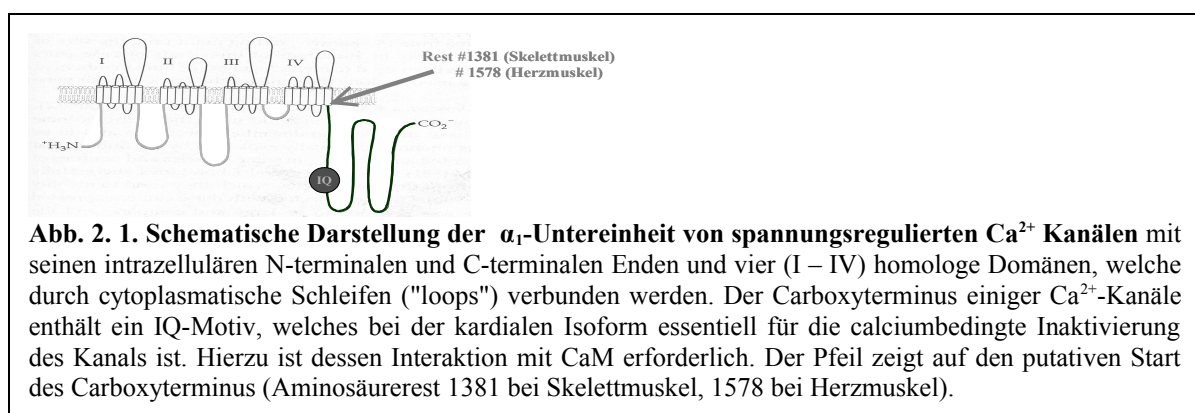 I II III IV
Rest #1381 (Skelettmuskel)
# 1578 (Herzmuskel)
CO₂⁻
⁺H₃N
IQ
Abb. 2. 1. Schematische Darstellung der α₁-Untereinheit von spannungsregulierten Ca²⁺ Kanälen mit
seinen intrazellulären N-terminalen und C-terminalen Enden und vier (I – IV) homologe Domänen, welche
durch cytoplasmatische Schleifen ("loops") verbunden werden. Der Carboxyterminus einiger Ca²⁺-Kanäle
enthält ein IQ-Motiv, welches bei der kardialen Isoform essentiell für die calciumbedingte Inaktivierung
des Kanals ist. Hierzu ist dessen Interaktion mit CaM erforderlich. Der Pfeil zeigt auf den putativen Start
des Carboxyterminus (Aminosäurerest 1381 bei Skelettmuskel, 1578 bei Herzmuskel).